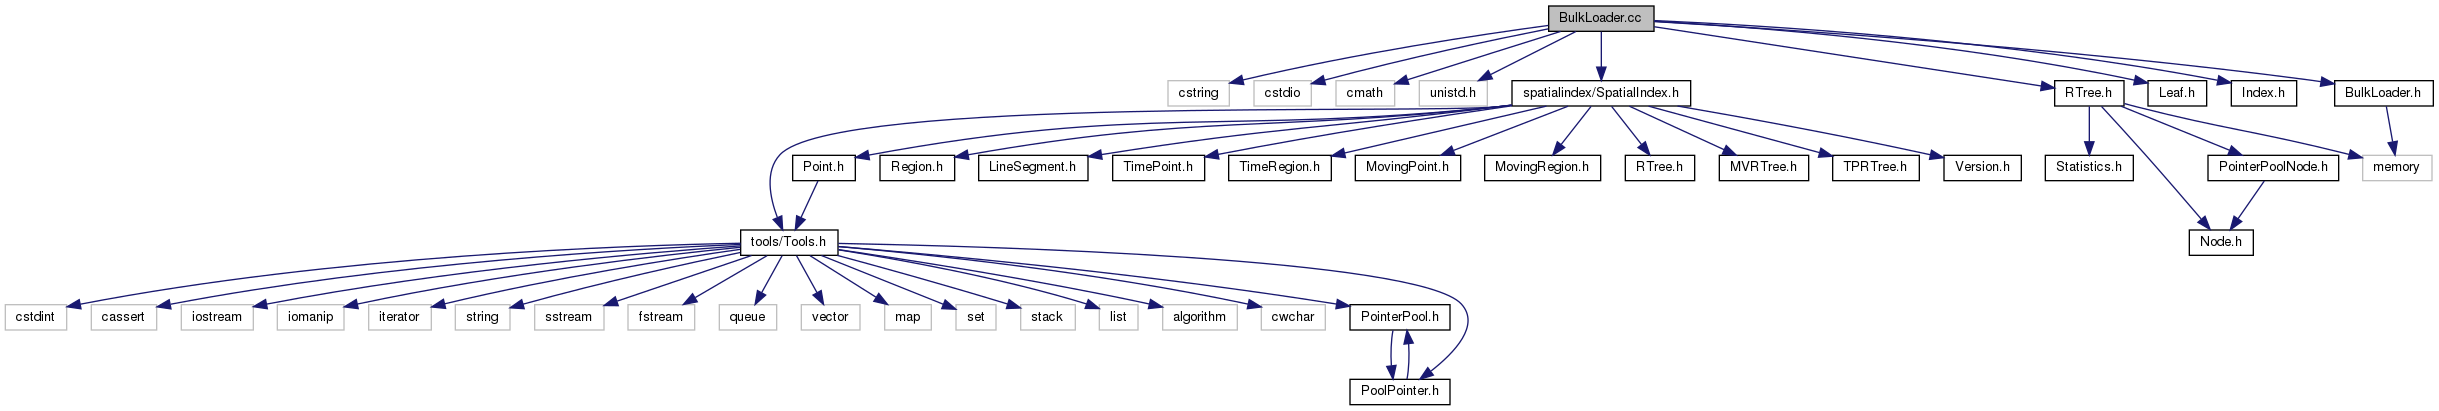 BulkLoader.cc
cstring
cstdio
cmath
unistd.h
spatialindex/SpatialIndex.h
RTree.h
Leaf.h
Index.h
BulkLoader.h
Point.h
Region.h
LineSegment.h
TimePoint.h
TimeRegion.h
MovingPoint.h
MovingRegion.h
RTree.h
MVRTree.h
TPRTree.h
Version.h
Statistics.h
PointerPoolNode.h
memory
tools/Tools.h
Node.h
cstdint
cassert
iostream
iomanip
iterator
string
sstream
fstream
queue
vector
map
set
stack
list
algorithm
cwchar
PointerPool.h
PoolPointer.h